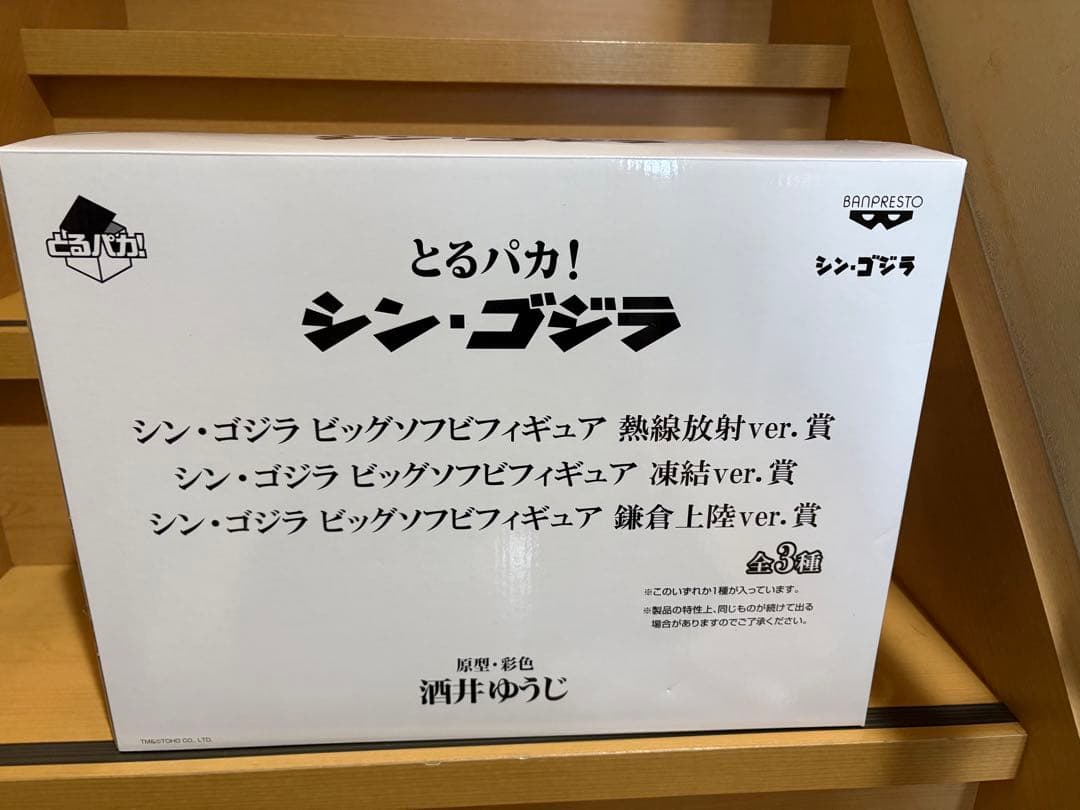 とるパカ!
BANPRESTO
シン・ゴジラ
とるパカ!
シン・ゴジラ
シン・ゴジラ ビッグソフビフィギュア 熱線放射ver.賞
シン・ゴジラ ビッグソフビフィギュア 凍結ver.賞
シン・ゴジラ ビッグソフビフィギュア 鎌倉上陸ver.賞
全3種
※このいずれか1種が入っています。
※製品の特性上、同じものが続けて出る
場合がありますのでご了承ください。
原型・彩色
酒井ゆうじ
TM&©TOHO CO., LTD.